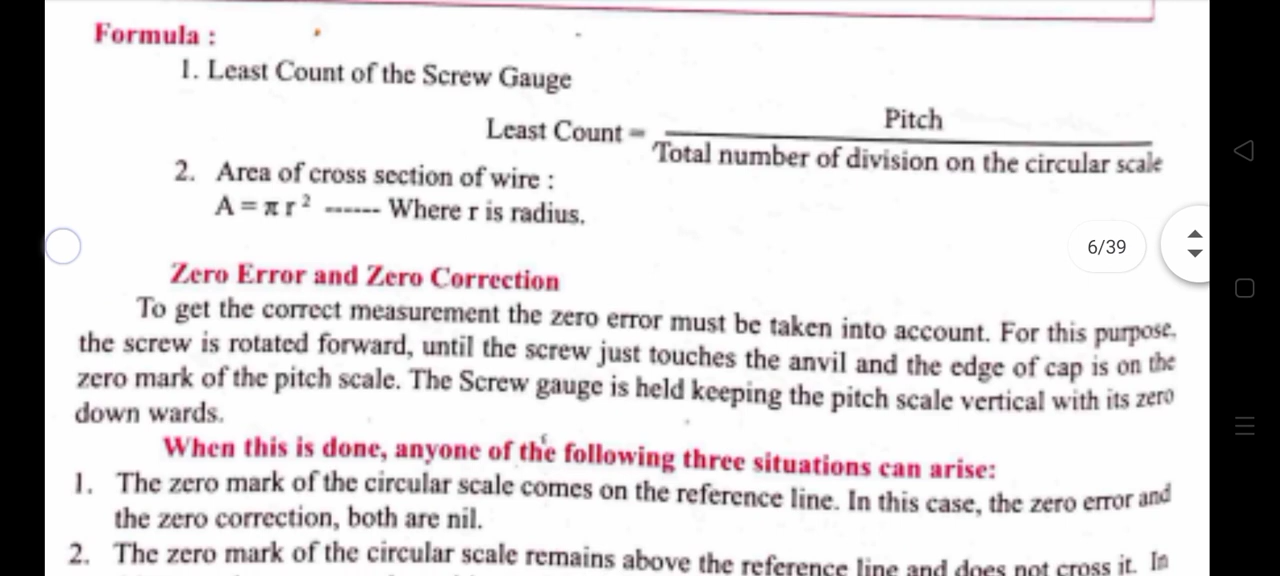 Formula :
1. Least Count of the Screw Gauge
Pitch
Least Count =
Total number of division on the circular scale
2. Area of cross section of wire :
A = π r ² ------ Where r is radius.
6/39
Zero Error and Zero Correction
To get the correct measurement the zero error must be taken into account. For this purpose,
the screw is rotated forward, until the screw just touches the anvil and the edge of cap is on the
zero mark of the pitch scale. The Screw gauge is held keeping the pitch scale vertical with its zero
down wards.
When this is done, anyone of the following three situations can arise:
1. The zero mark of the circular scale comes on the reference line. In this case, the zero error and
the zero correction, both are nil.
2. The zero mark of the circular scale remains above the reference line and does not cross it. In